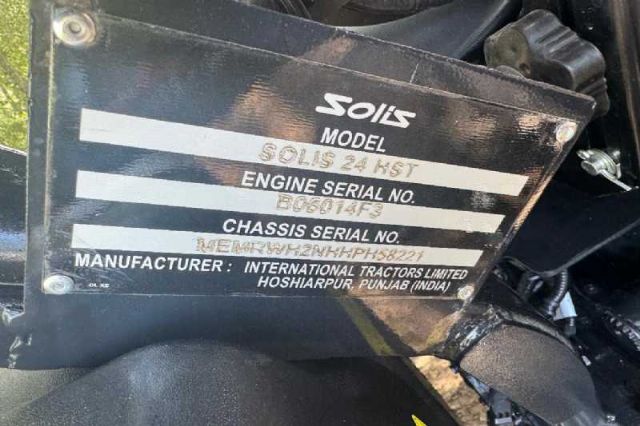 SOLIS
MODEL
SOLIS 24 HST
ENGINE SERIAL NO.
B06014F3
CHASSIS SERIAL NO.
MEMRWH2NHHPH58221
MANUFACTURER : INTERNATIONAL TRACTORS LIMITED
HOSHIARPUR, PUNJAB (INDIA)